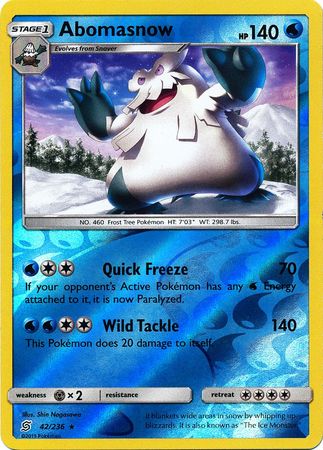 STAGE 1
Abomasnow
HP 140
Evolves from Snover
NO. 460 Frost Tree Pokémon HT: 7'03" WT: 298.7 lbs.
Quick Freeze 70
If your opponent's Active Pokémon has any
Energy attached to it, it is now Paralyzed.
Wild Tackle 140
This Pokémon does 20 damage to itself.
weakness ×2 resistance retreat
Illus. Shin Nagasawa
42/236 ★
©2019 Pokémon
It blankets wide areas in snow by whipping up
blizzards. It is also known as "The Ice Monster."